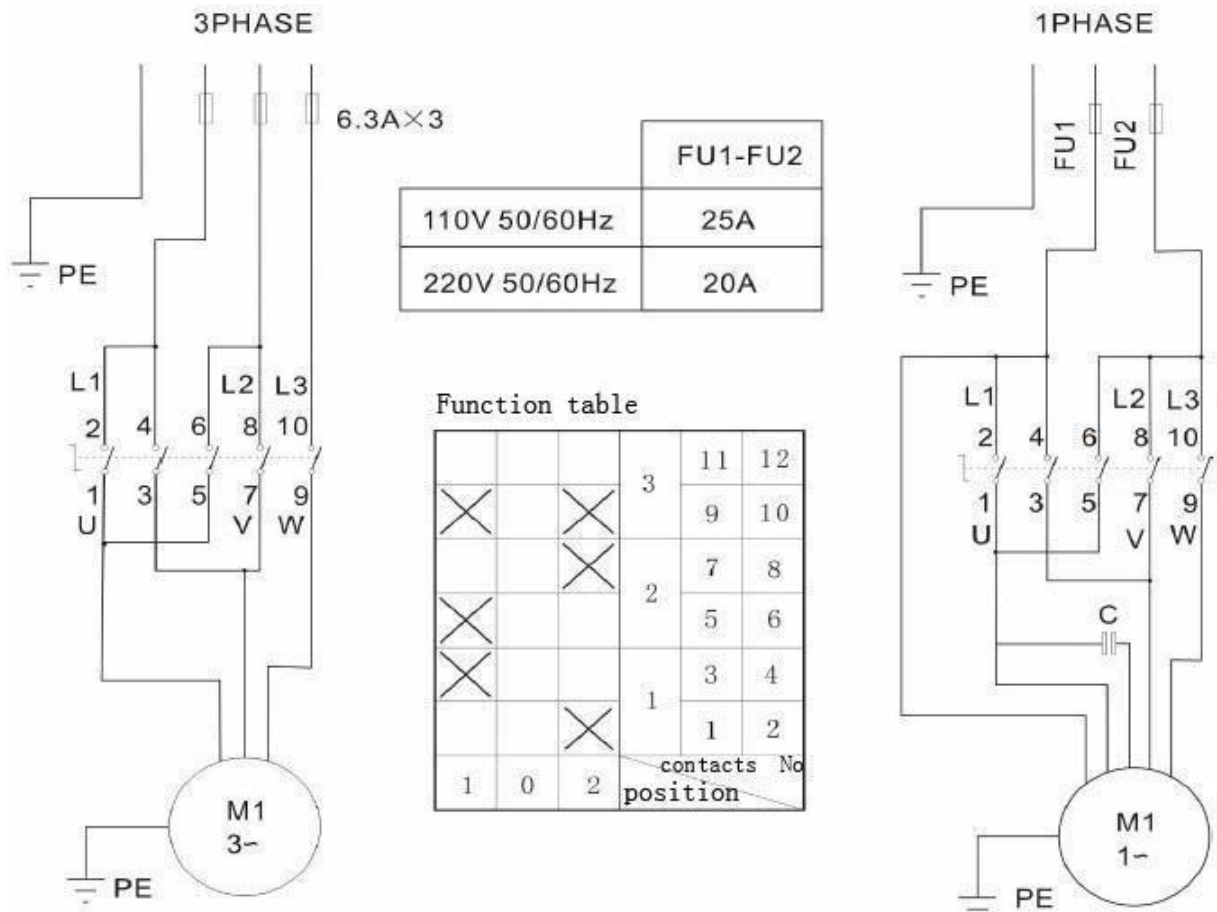 3PHASE
6.3A×3
PE
L1 L2 L3
2 4 6 8 10
1 3 5 7 9
U V W
M1
3~
PE
FU1-FU2
110V 50/60Hz 25A
220V 50/60Hz 20A
Function table
3 11 12
9 10
2 7 8
5 6
1 3 4
1 2
contacts No
1 0 2 position
1PHASE
FU1 FU2
PE
L1 L2 L3
2 4 6 8 10
1 3 5 7 9
U V W
C
M1
1~
PE